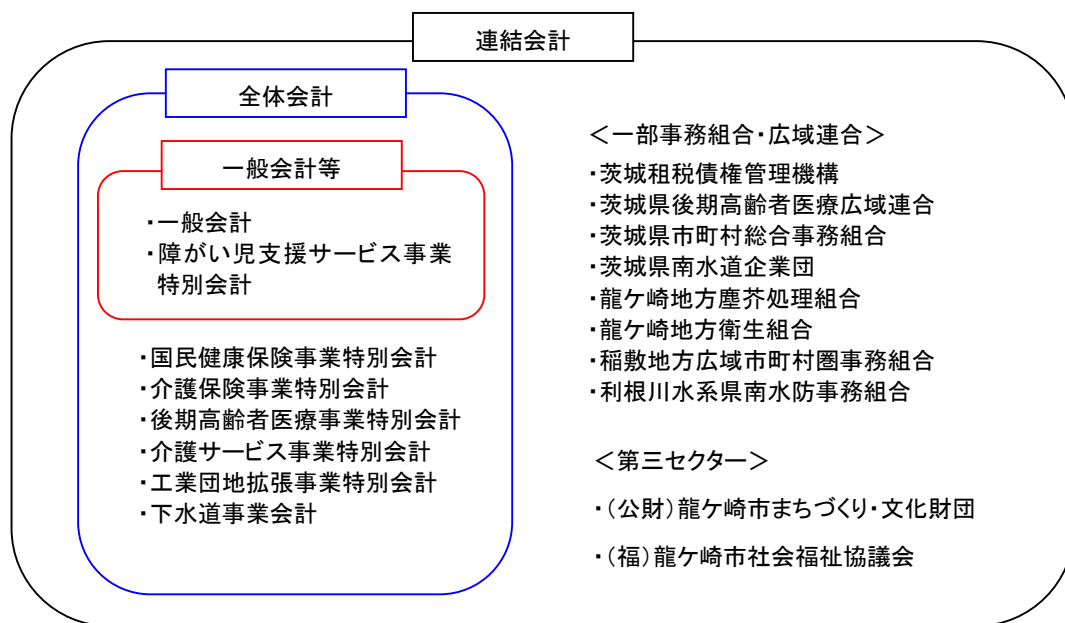 連結会計
全体会計
一般会計等
・一般会計
・障がい児支援サービス事業
特別会計
・国民健康保険事業特別会計
・介護保険事業特別会計
・後期高齢者医療事業特別会計
・介護サービス事業特別会計
・工業団地拡張事業特別会計
・下水道事業会計
＜一部事務組合・広域連合＞
・茨城租税債権管理機構
・茨城県後期高齢者医療広域連合
・茨城県市町村総合事務組合
・茨城県南水道企業団
・龍ケ崎地方塵芥処理組合
・龍ケ崎地方衛生組合
・稲敷地方広域市町村圏事務組合
・利根川水系県南水防事務組合
＜第三セクター＞
・（公財）龍ケ崎市まちづくり・文化財団
・（福）龍ケ崎市社会福祉協議会